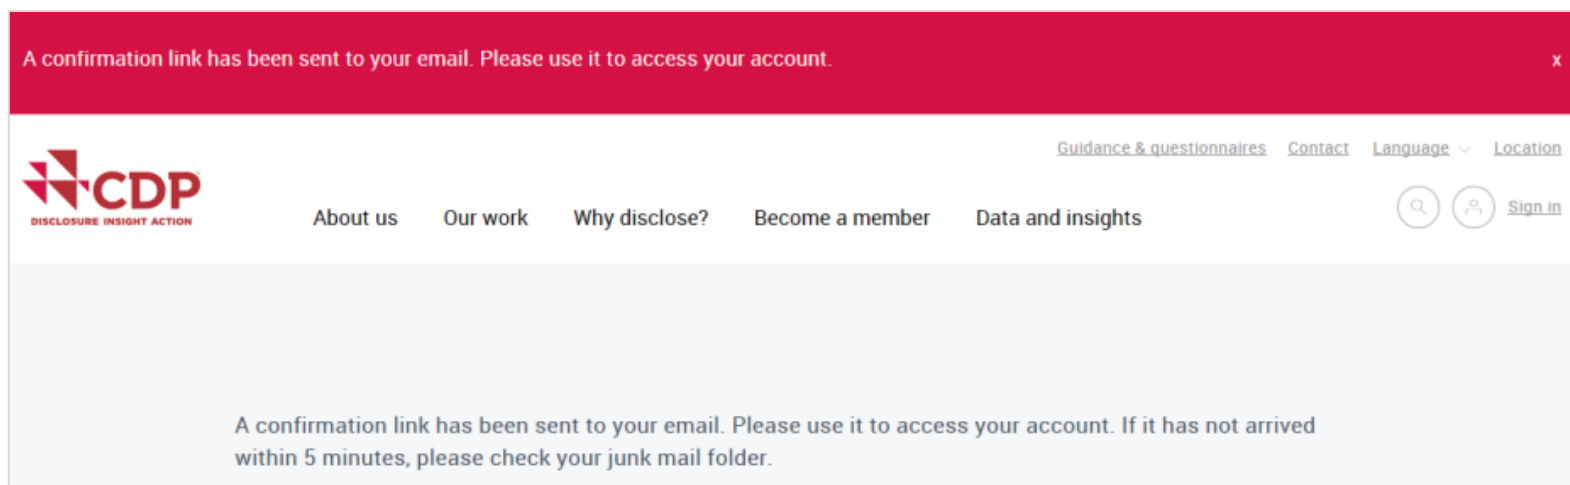 A confirmation link has been sent to your email. Please use it to access your account.
x
Guidance & questionnaires Contact Language Location
CDP
DISCLOSURE INSIGHT ACTION
About us Our work Why disclose? Become a member Data and insights
Sign in
A confirmation link has been sent to your email. Please use it to access your account. If it has not arrived
within 5 minutes, please check your junk mail folder.